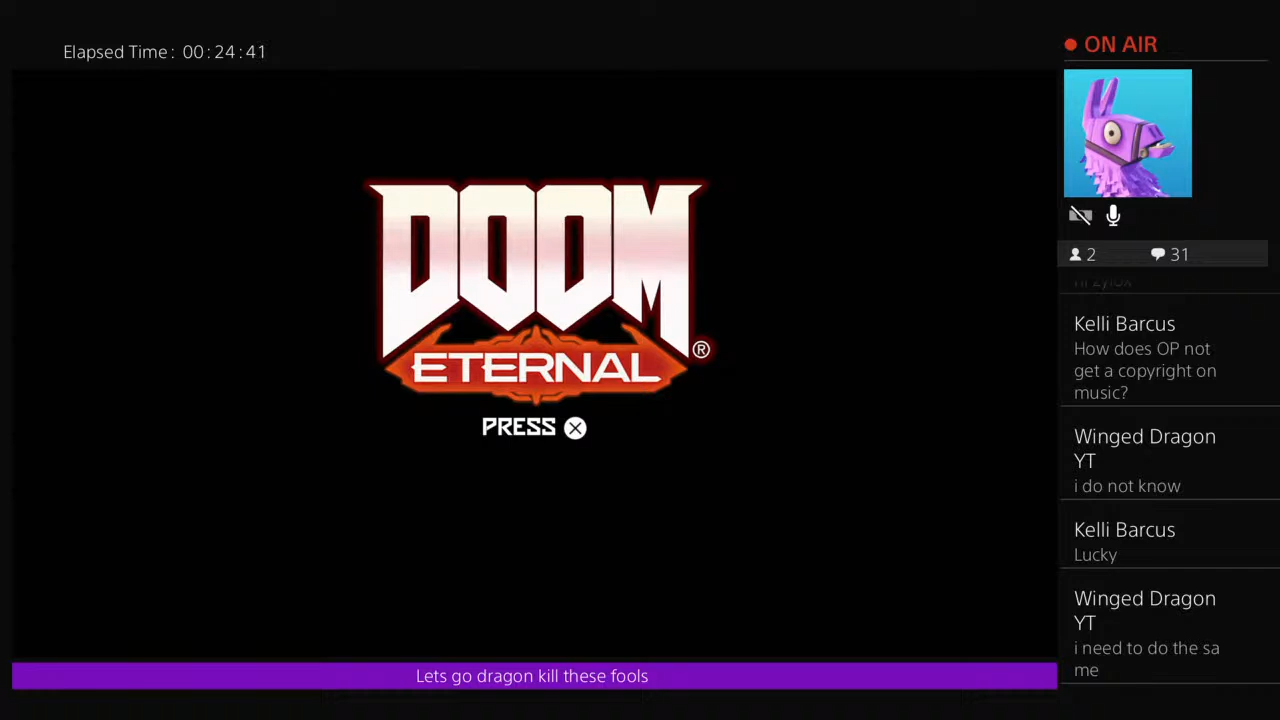 Elapsed Time: 00:24:41
ON AIR
2 31
DOOM
ETERNAL
®
PRESS
Kelli Barcus
How does OP not
get a copyright on
music?
Winged Dragon
YT
i do not know
Kelli Barcus
Lucky
Winged Dragon
YT
i need to do the sa
me
Lets go dragon kill these fools